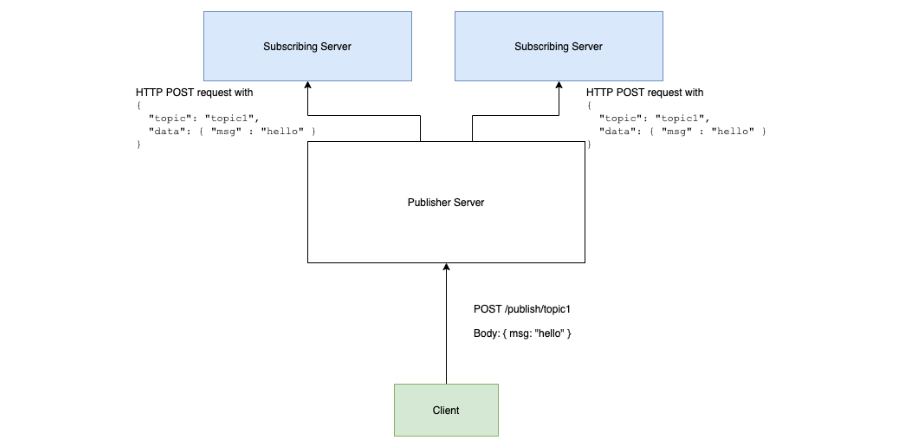 Subscribing Server
Subscribing Server
HTTP POST request with
{
  "topic": "topic1",
  "data": { "msg" : "hello" }
}
HTTP POST request with
{
  "topic": "topic1",
  "data": { "msg" : "hello" }
}
Publisher Server
POST /publish/topic1
Body: { msg: "hello" }
Client